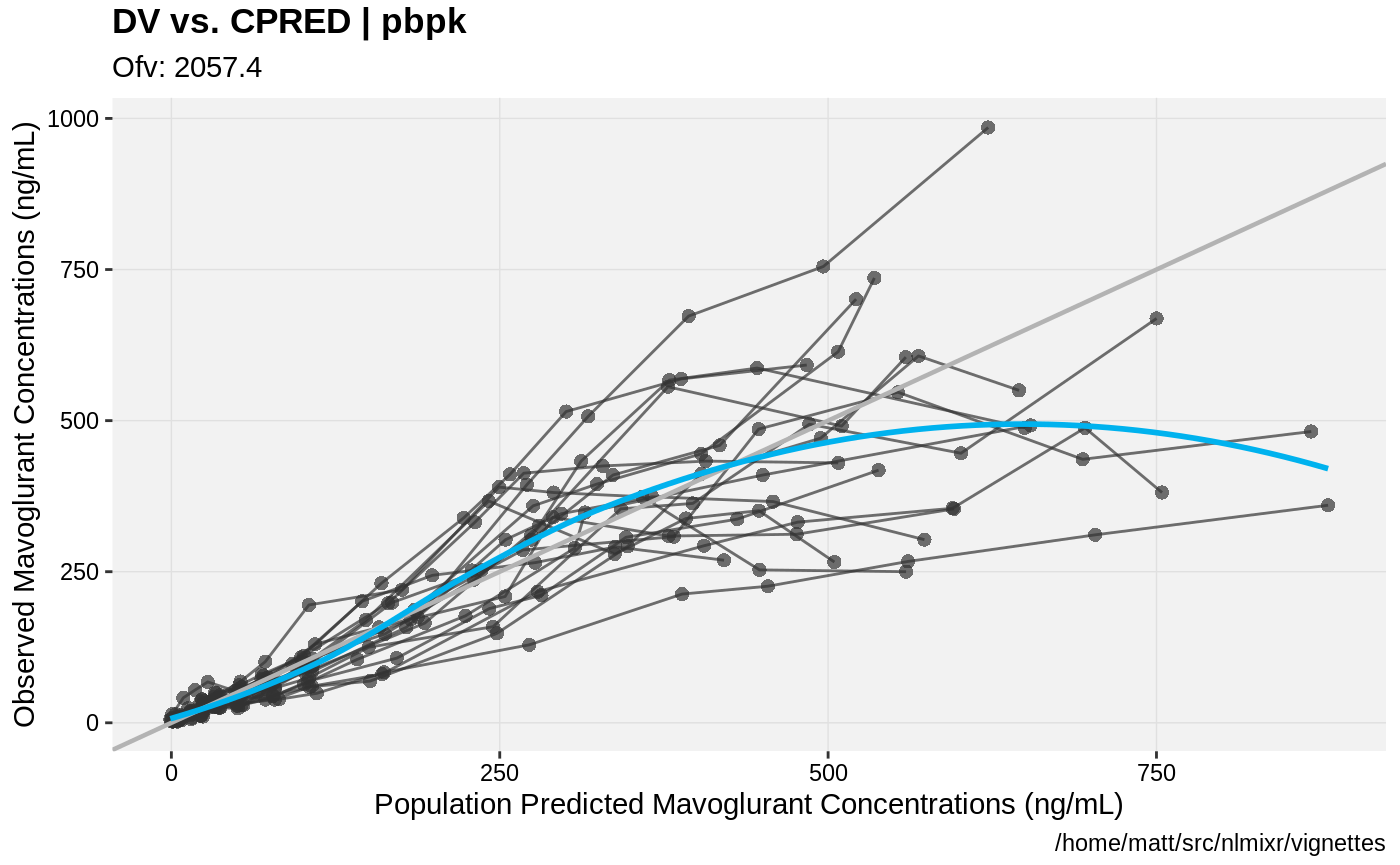 DV vs. CPRED | pbpk
Ofv: 2057.4
Observed Mavoglurant Concentrations (ng/mL)
1000
750
500
250
0
0
250
500
750
Population Predicted Mavoglurant Concentrations (ng/mL)
/home/matt/src/nlmixr/vignettes